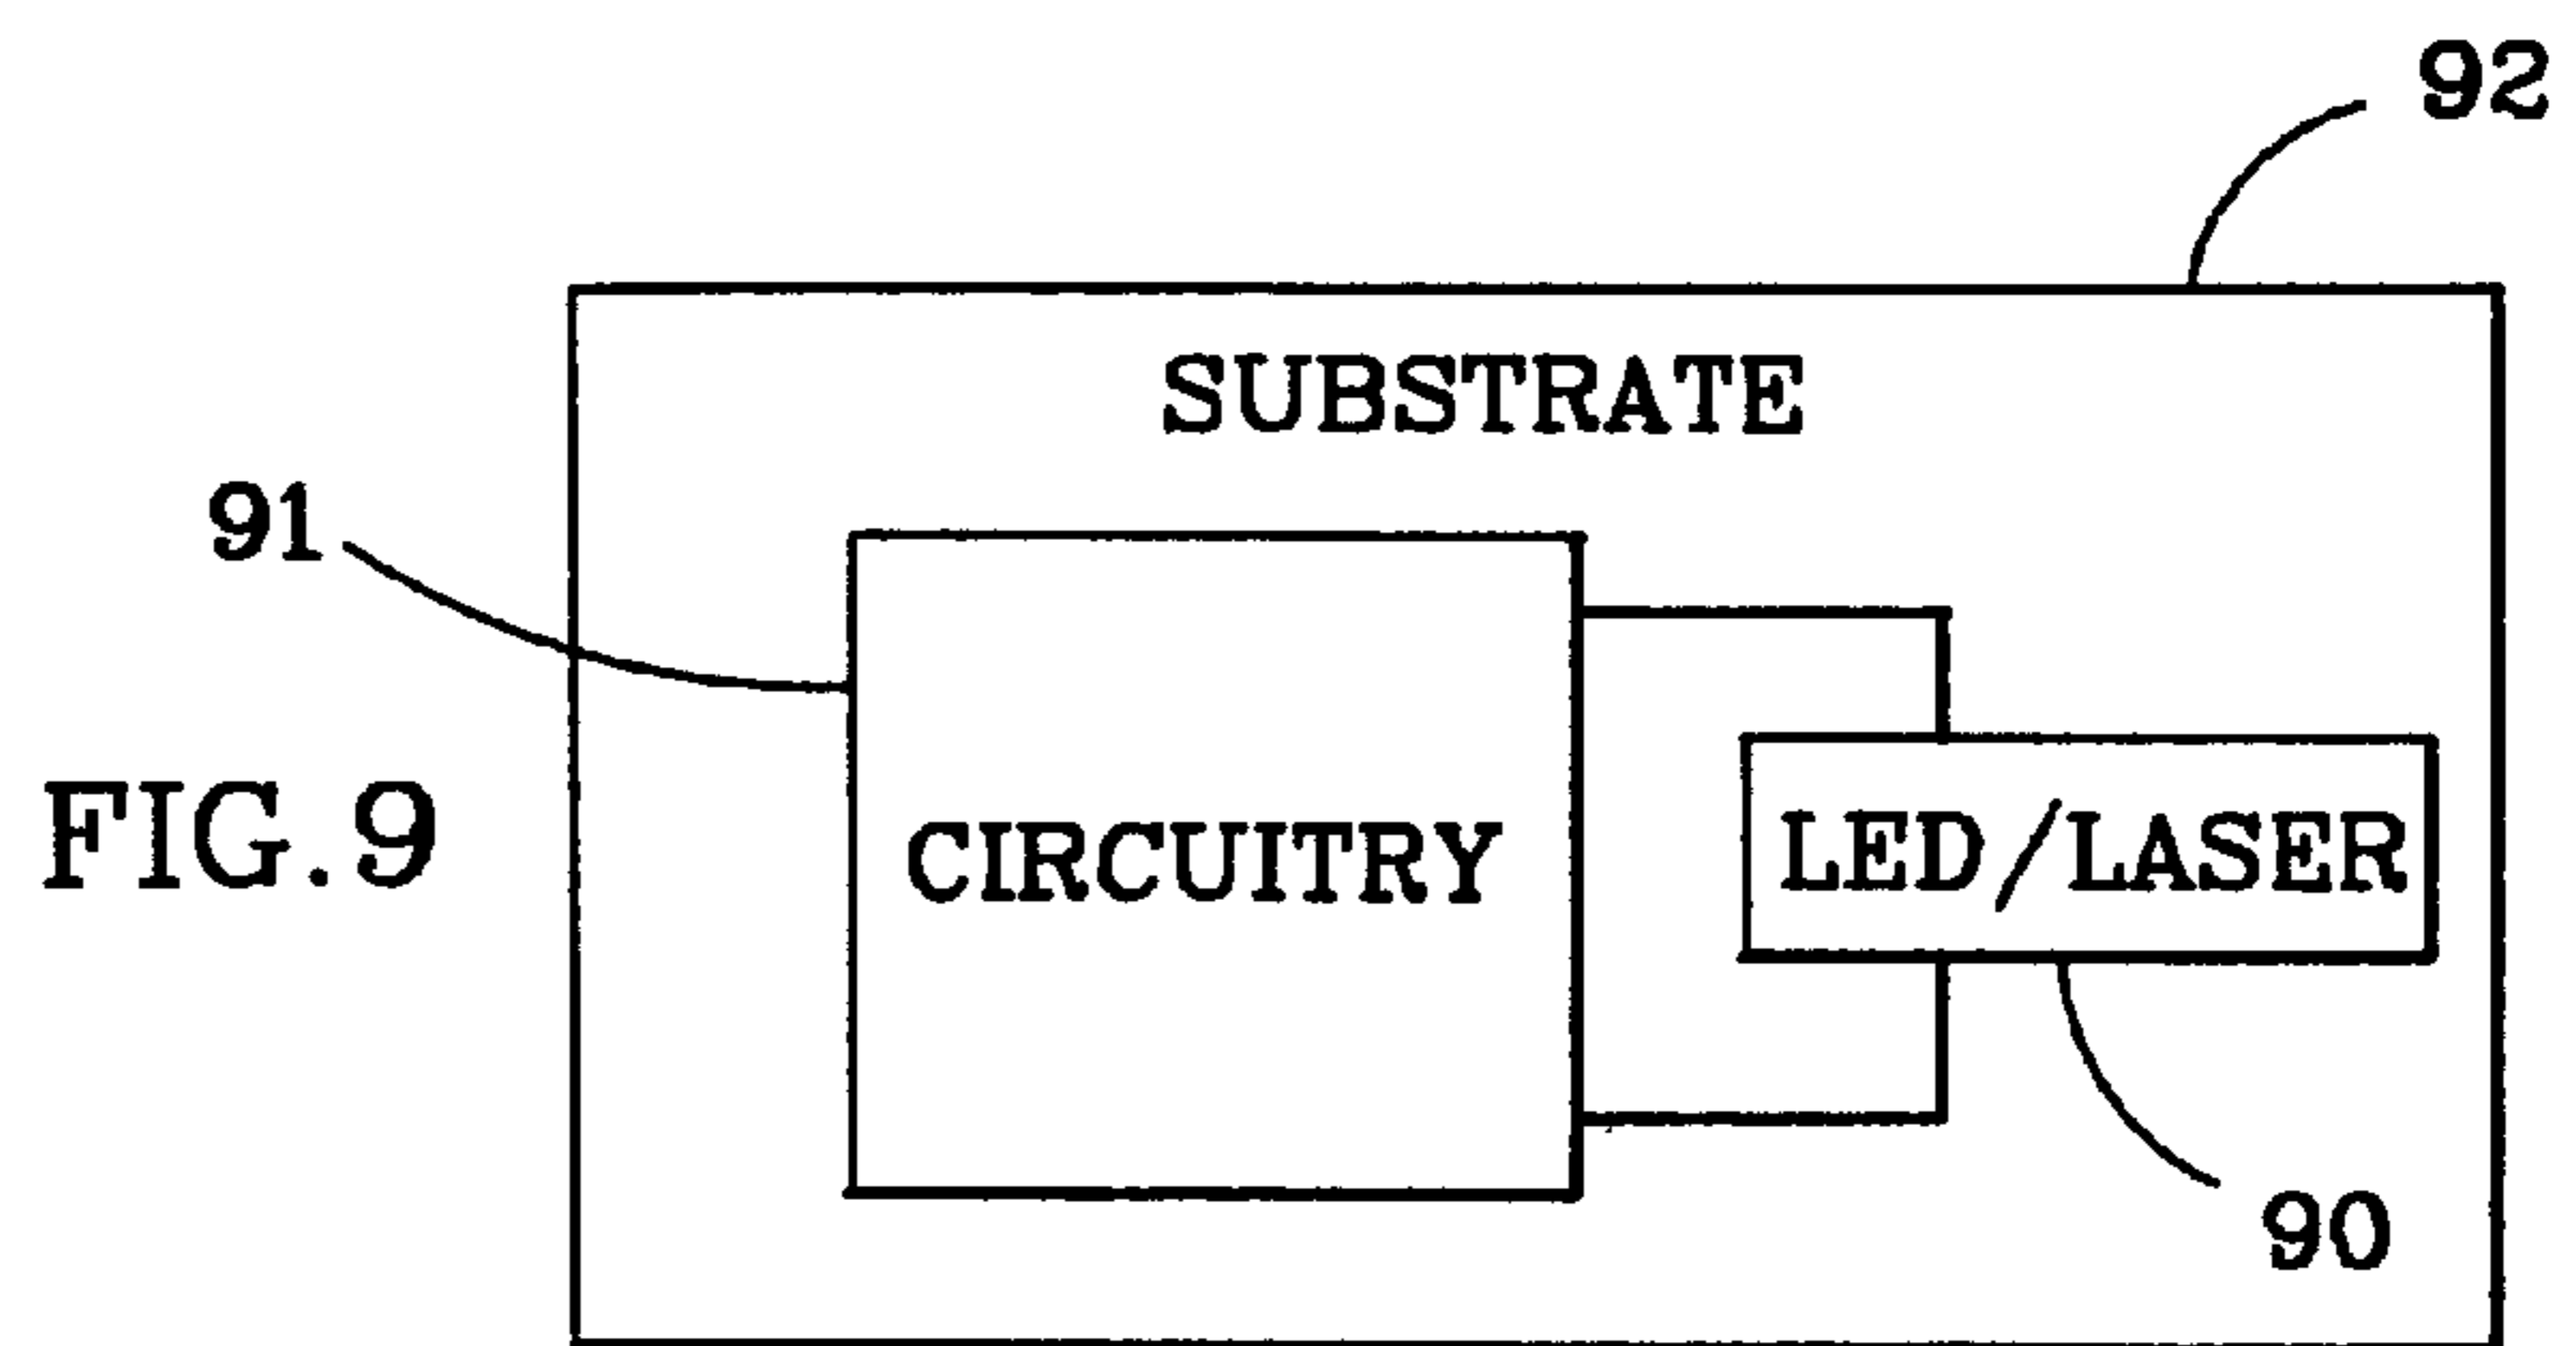 92
SUBSTRATE
91
FIG.9
CIRCUITRY
LED/LASER
90